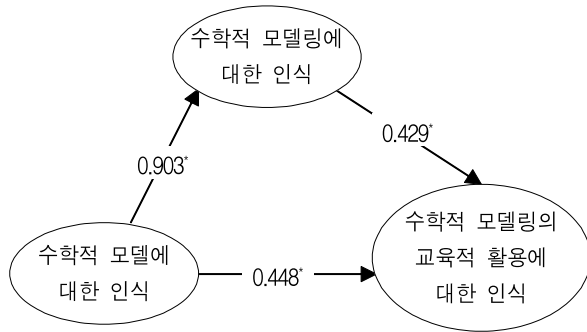 수학적 모델링에
대한 인식
0.429*
0.903*
수학적 모델에
대한 인식
0.448*
수학적 모델링의
교육적 활용에
대한 인식